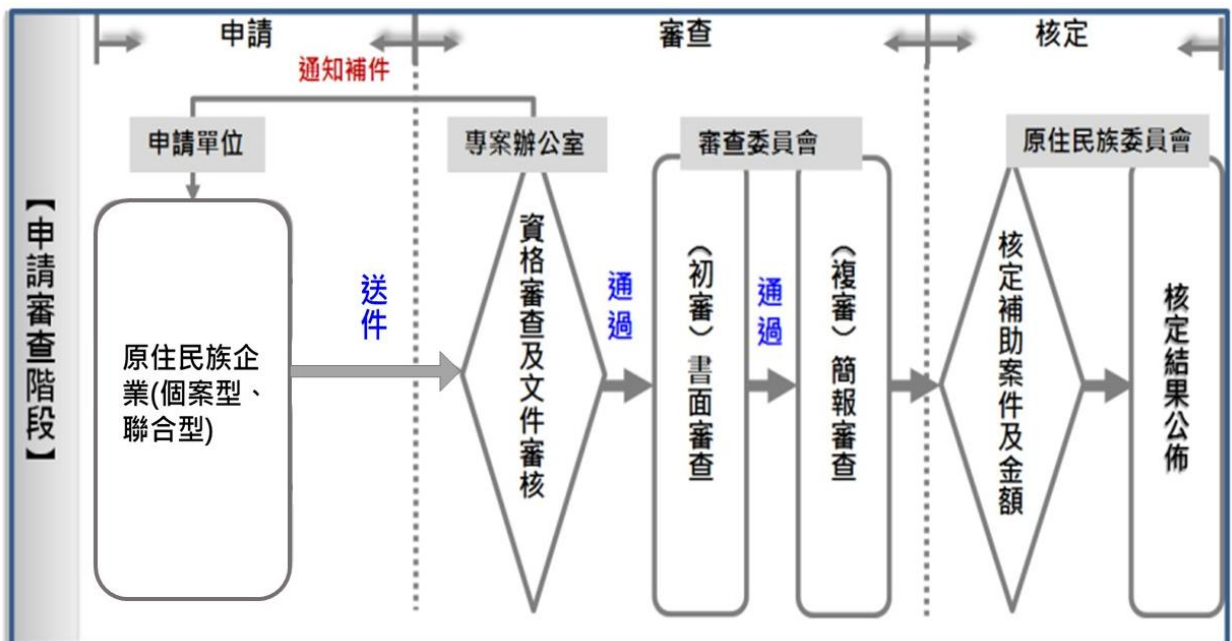 申請
審查
核定
通知補件
申請單位
專案辦公室
審查委員會
原住民族委員會
【申請審查階段】
原住民族企
業(個案型、
聯合型)
送件
資格審查及文件審核
通過
（初審）書面審查
通過
（複審）簡報審查
核定補助案件及金額
核定結果公佈